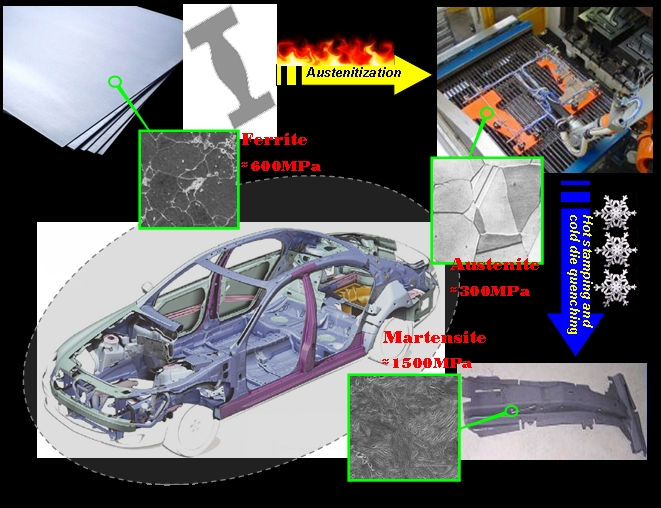 Austenitization
Ferrite
≈600MPa
Austenite
≈300MPa
Hot stamping and
cold die quenching
Martensite
≈1500MPa